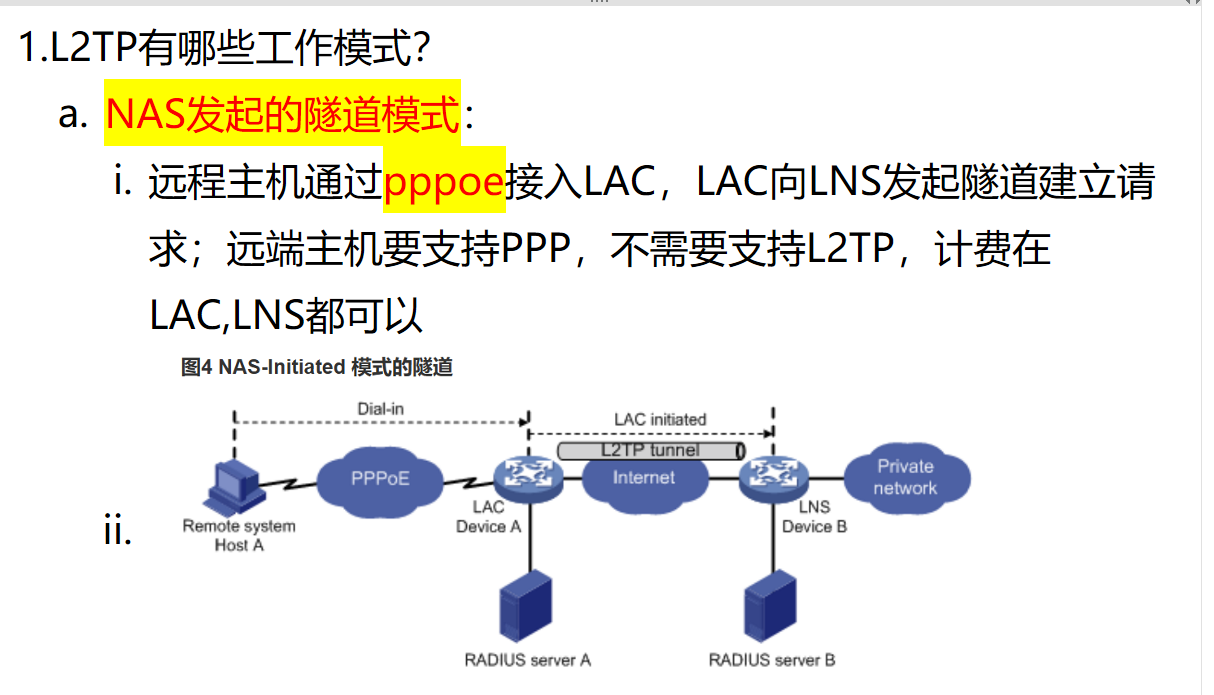 1.L2TP有哪些工作模式？
a. NAS发起的隧道模式：
i. 远程主机通过pppoe接入LAC，LAC向LNS发起隧道建立请
求；远端主机要支持PPP，不需要支持L2TP，计费在
LAC,LNS都可以
图4 NAS-Initiated 模式的隧道
ii.
Dial-in
LAC initiated
L2TP tunnel
PPPoE
Internet
Private
network
Remote system
Host A
LAC
Device A
LNS
Device B
RADIUS server A
RADIUS server B